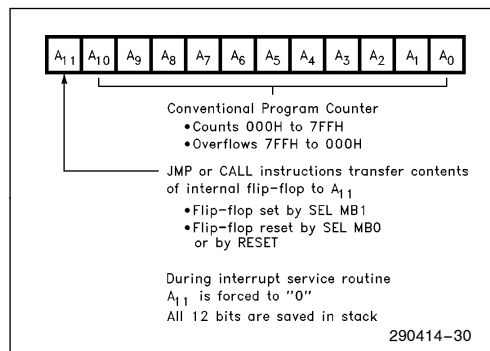 A11 A10 A9 A8 A7 A6 A5 A4 A3 A2 A1 A0
Conventional Program Counter
•Counts 000H to 7FFH
•Overflows 7FFH to 000H
JMP or CALL instructions transfer contents
of internal flip-flop to A11
•Flip-flop set by SEL MB1
•Flip-flop reset by SEL MB0
or by RESET
During interrupt service routine
A11 is forced to "0"
All 12 bits are saved in stack
290414-30